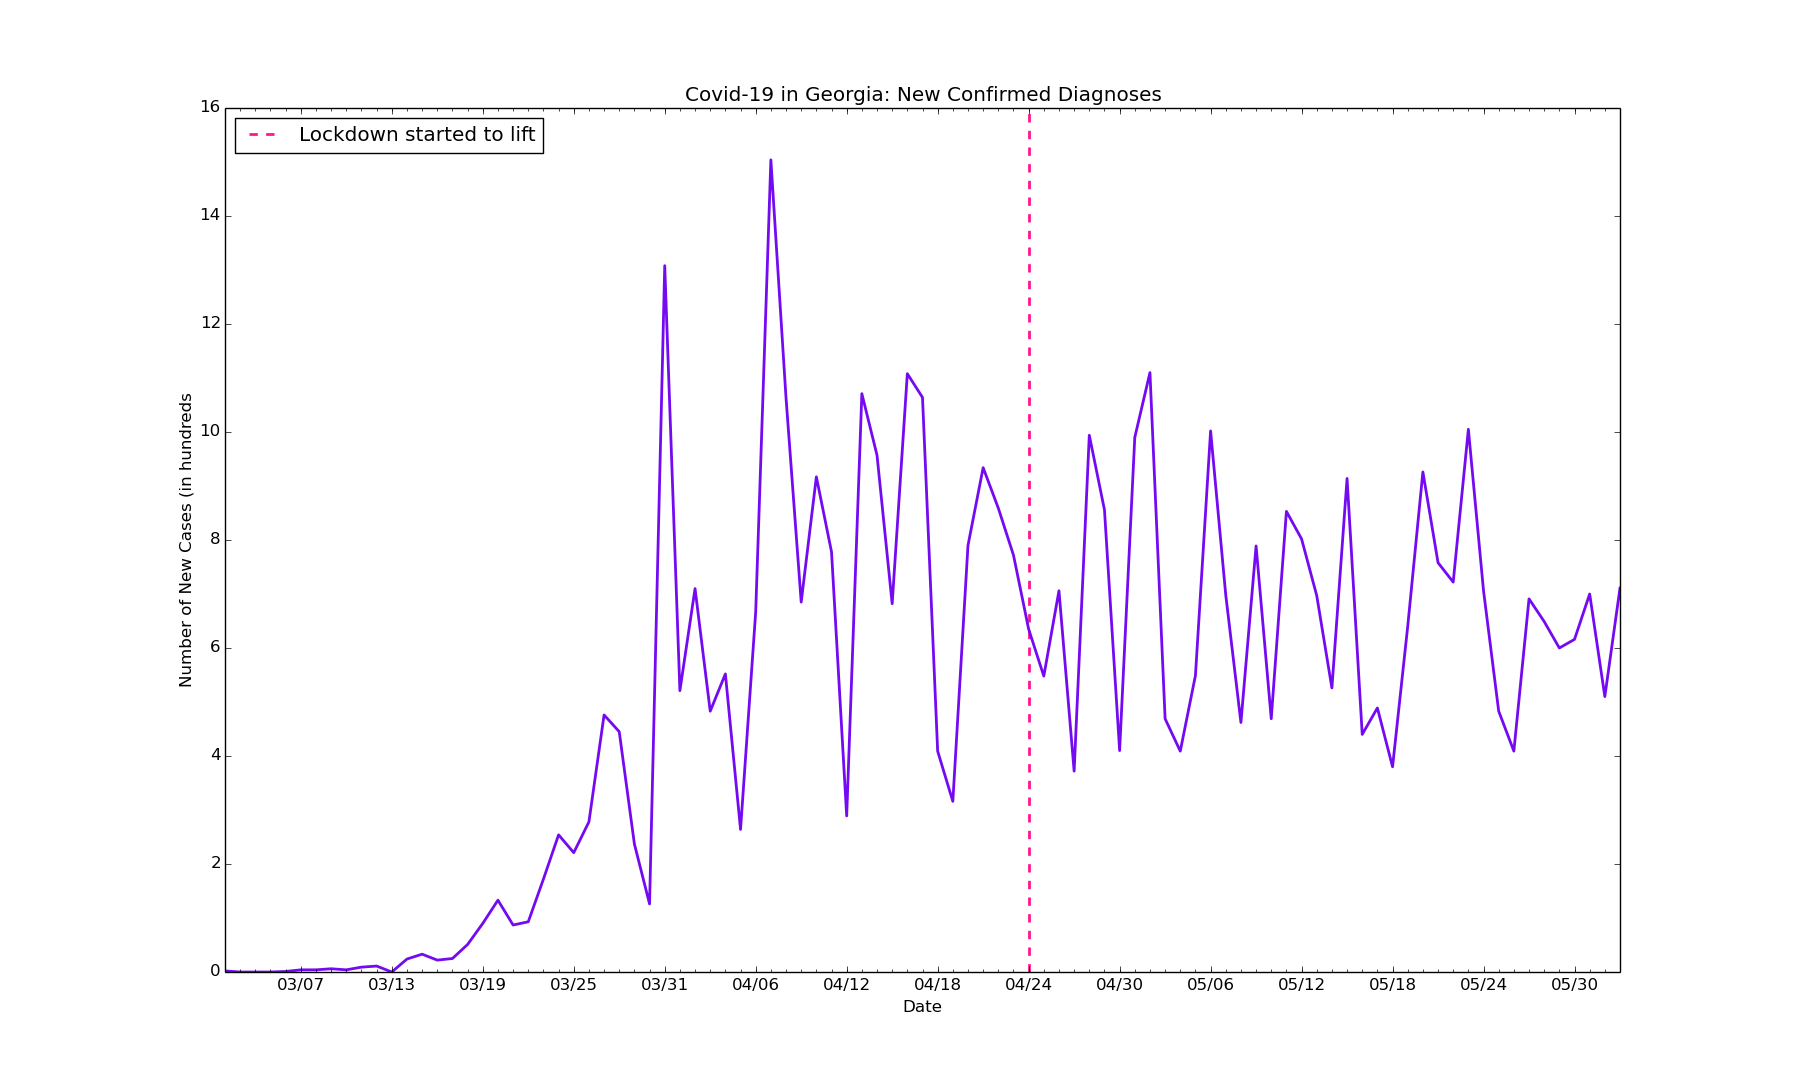 Covid-19 in Georgia: New Confirmed Diagnoses
Lockdown started to lift
Number of New Cases (in hundreds
16
14
12
10
8
6
4
2
0
03/07 03/13 03/19 03/25 03/31 04/06 04/12 04/18 04/24 04/30 05/06 05/12 05/18 05/24 05/30
Date